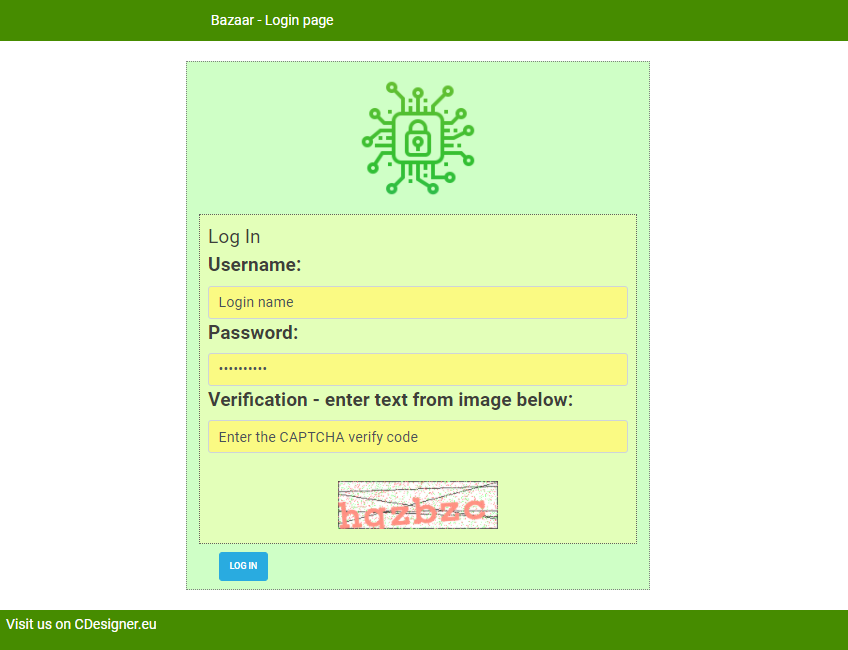 Bazaar - Login page
Log In
Username:
Login name
Password:
••••••••••
Verification - enter text from image below:
Enter the CAPTCHA verify code
LOG IN
Visit us on CDesigner.eu